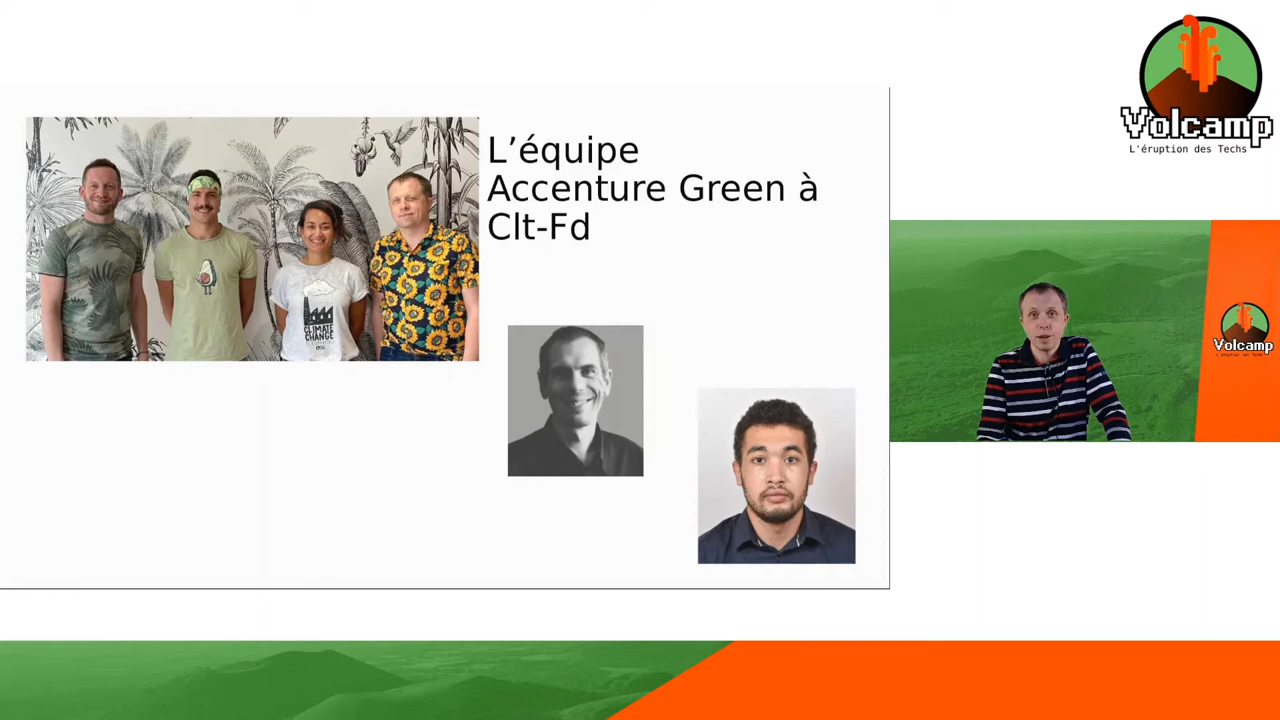 Volcamp
L'éruption des Techs
L’équipe
Accenture Green à
Clt-Fd
CLIMATE
CHANGE
Volcamp